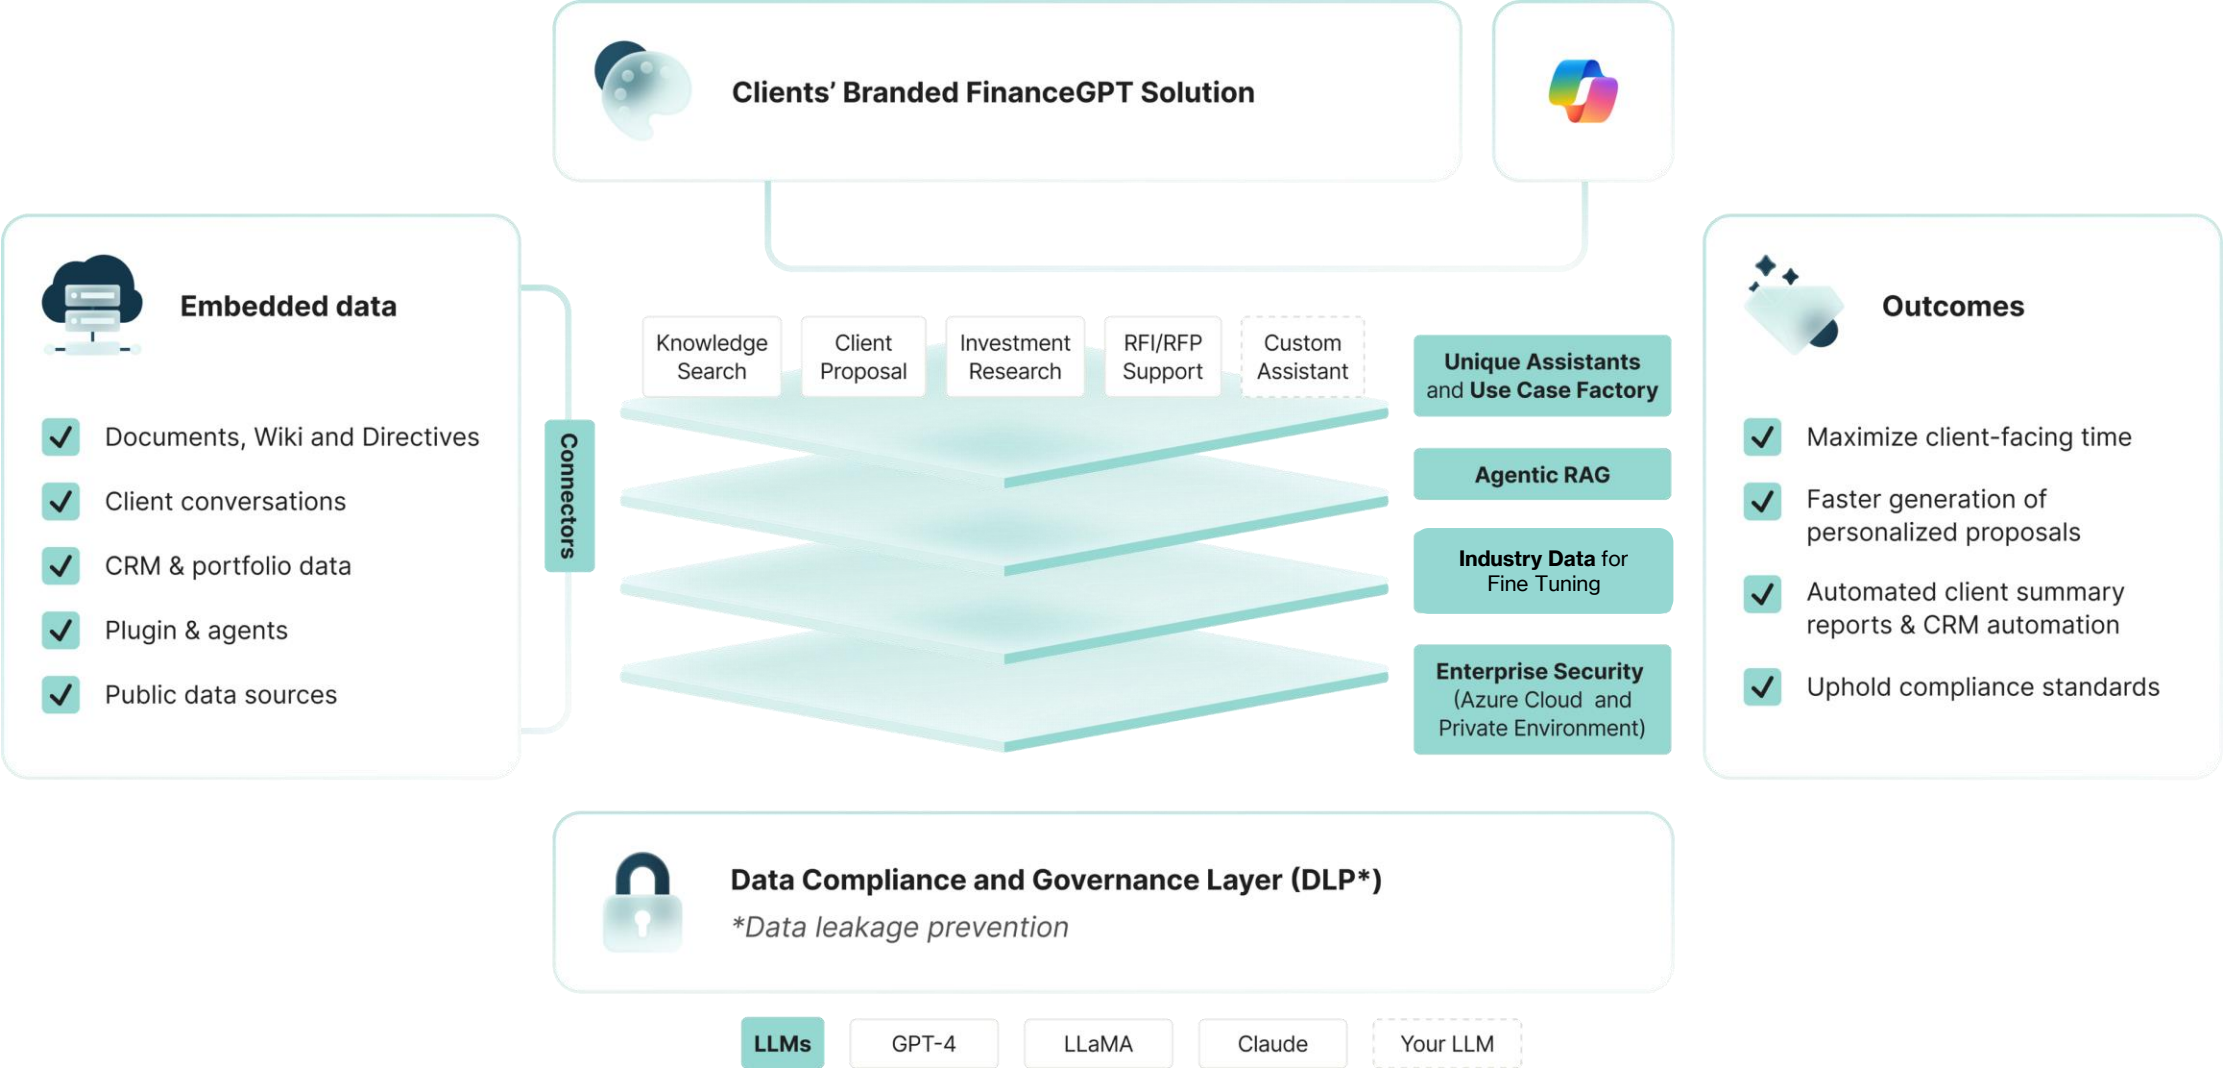 Clients’ Branded FinanceGPT Solution
Embedded data
Documents, Wiki and Directives
Client conversations
CRM & portfolio data
Plugin & agents
Public data sources
Connectors
Knowledge
Search
Client
Proposal
Investment
Research
RFI/RFP
Support
Custom
Assistant
Unique Assistants
and Use Case Factory
Agentic RAG
Industry Data for
Fine Tuning
Enterprise Security
(Azure Cloud and
Private Environment)
Outcomes
Maximize client-facing time
Faster generation of
personalized proposals
Automated client summary
reports & CRM automation
Uphold compliance standards
Data Compliance and Governance Layer (DLP*)
*Data leakage prevention
LLMs
GPT-4
LLaMA
Claude
Your LLM